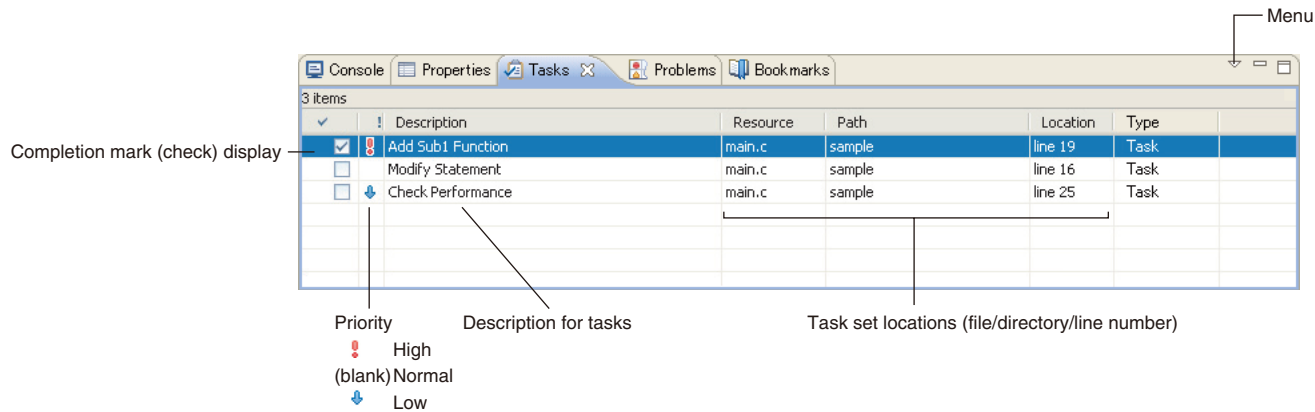 Menu
Console Properties Tasks Problems Bookmarks
3 items
! Description Resource Path Location Type
Completion mark (check) display
Add Sub1 Function main.c sample line 19 Task
Modify Statement main.c sample line 16 Task
Check Performance main.c sample line 25 Task
Priority Description for tasks Task set locations (file/directory/line number)
High
(blank) Normal
Low